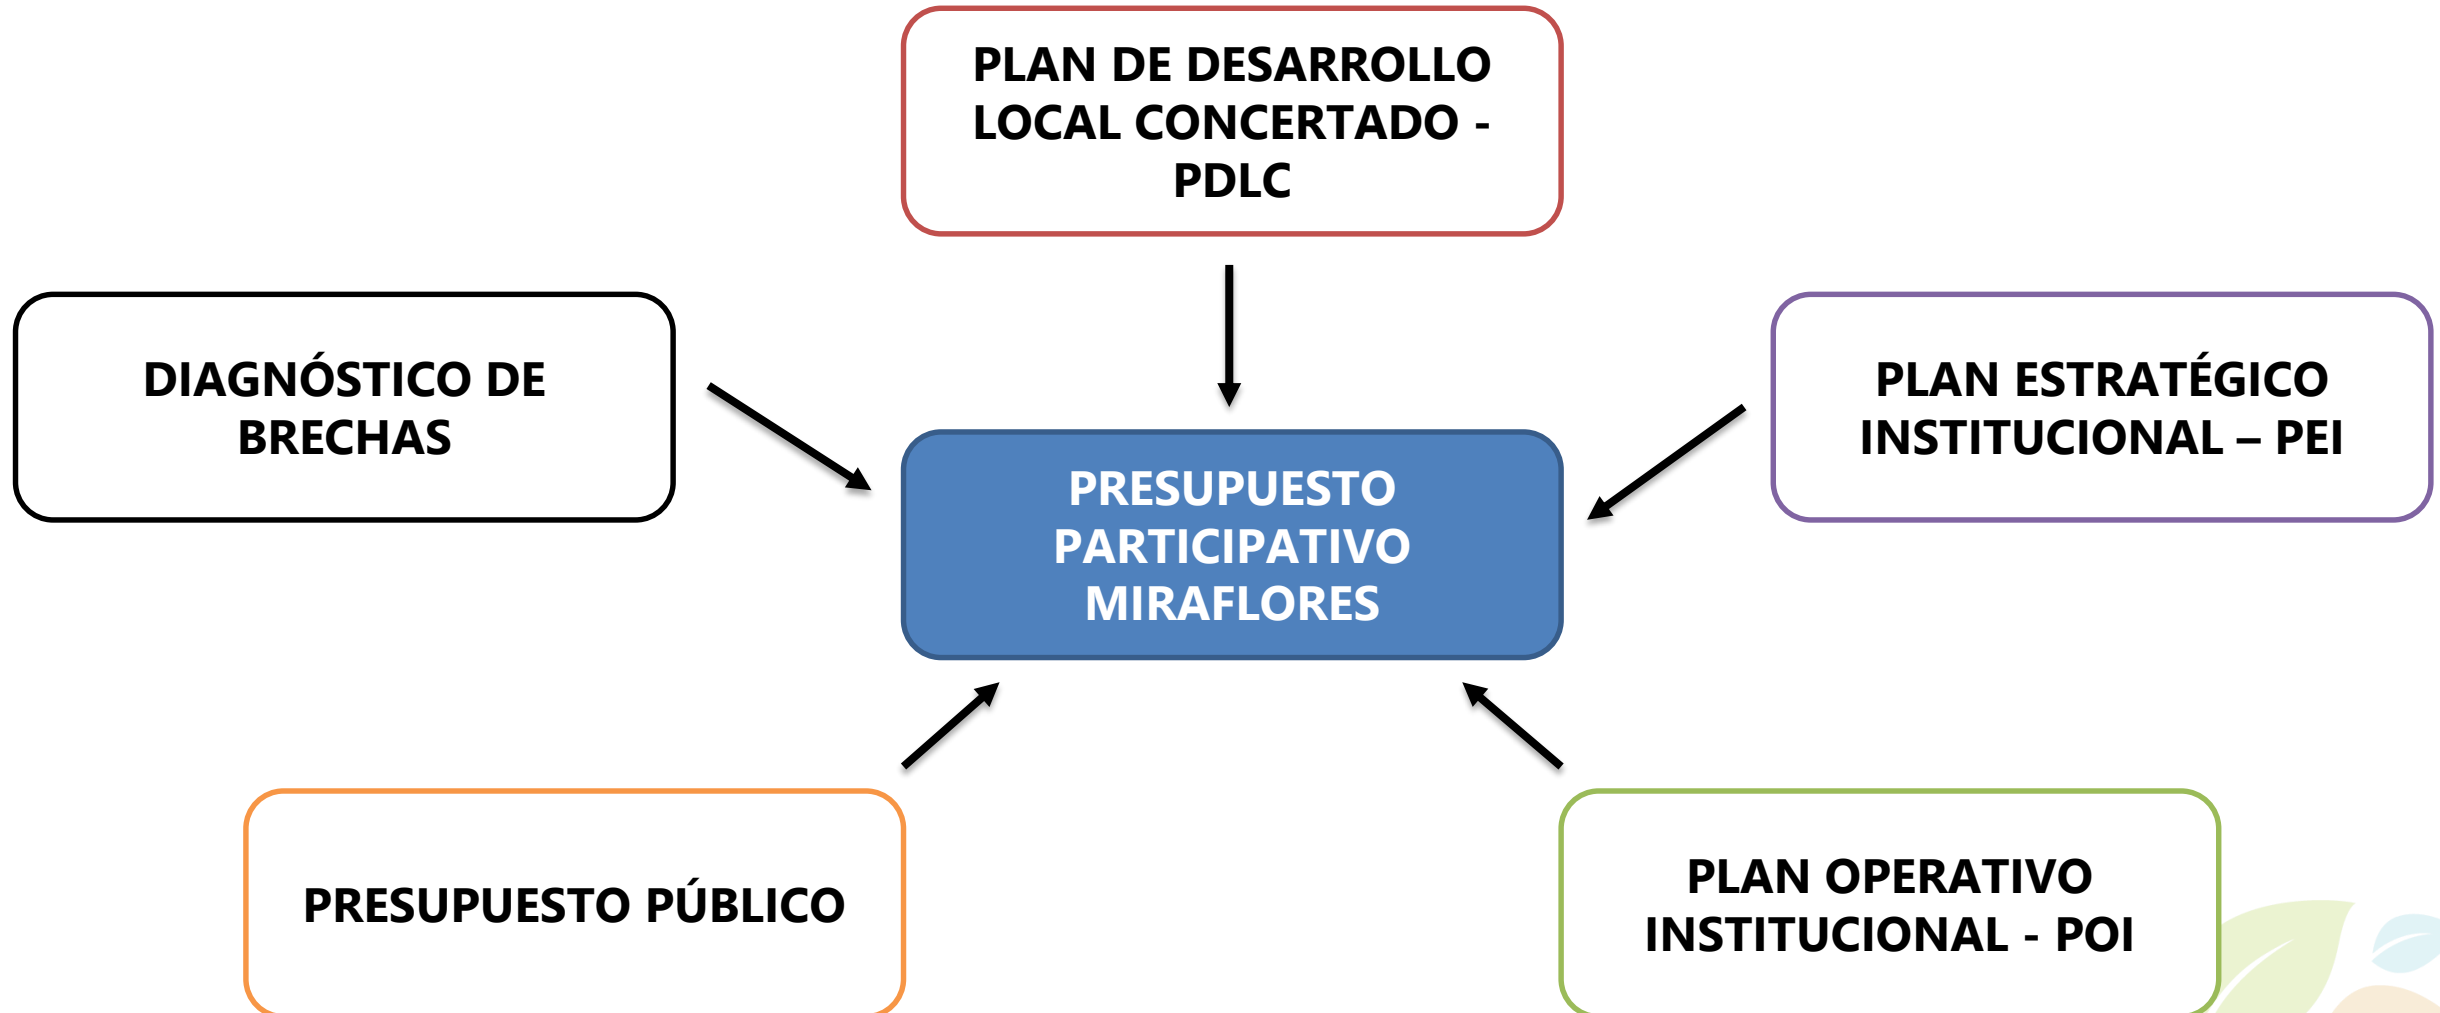 PLAN DE DESARROLLO
LOCAL CONCERTADO -
PDLC
DIAGNÓSTICO DE
BRECHAS
PLAN ESTRATÉGICO
INSTITUCIONAL – PEI
PRESUPUESTO
PARTICIPATIVO
MIRAFLORES
PRESUPUESTO PÚBLICO
PLAN OPERATIVO
INSTITUCIONAL - POI